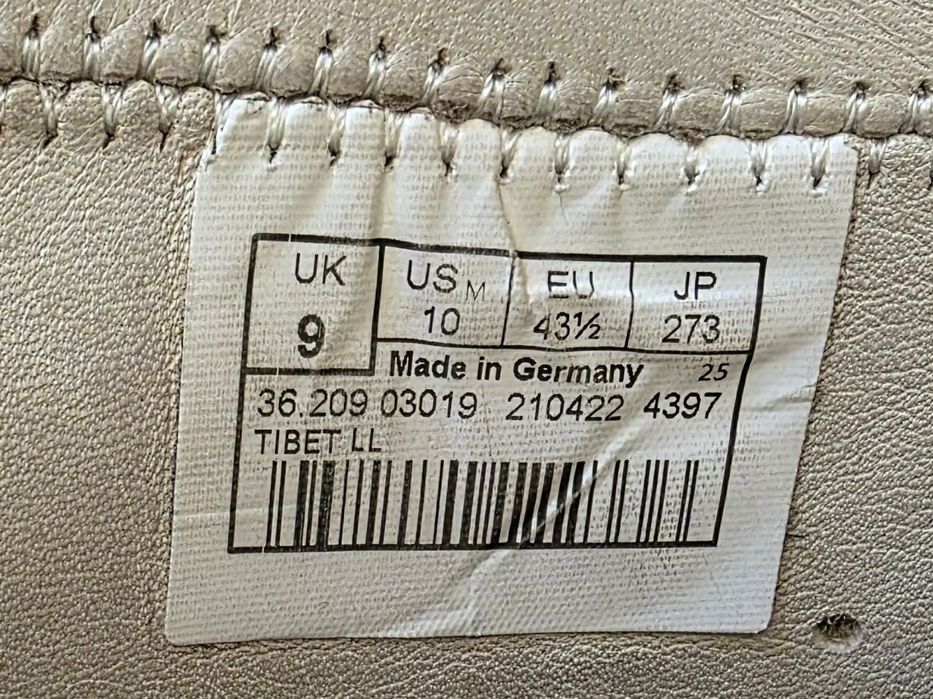 UK US M EU JP
9 10 43½ 273
Made in Germany 25
36.209 03019 210422 4397
TIBET LL